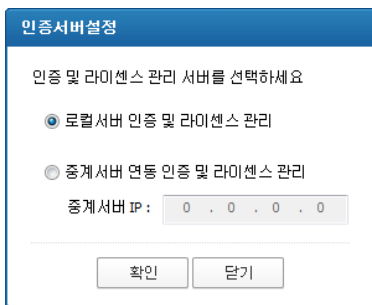 인증서버설정
인증 및 라이센스 관리 서버를 선택하세요
로컬서버 인증 및 라이센스 관리
중계서버 연동 인증 및 라이센스 관리
중계서버 IP : 0 . 0 . 0 . 0
확인 닫기